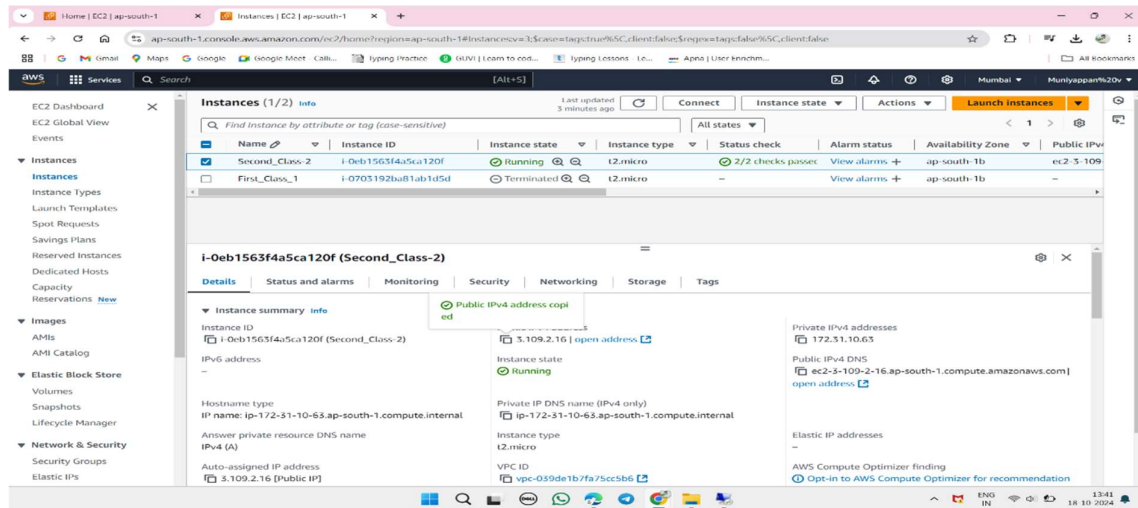 Home | EC2 | ap-south-1
Instances | EC2 | ap-south-1
ap-south-1.console.aws.amazon.com/ec2/home?region=ap-south-1#Instances:v=3;$case=tags:true%5C,client:false;$regex=tags:false%5C,client:false
Gmail Maps Google Google Meet - Calli... Typing Practice GUVI | Learn to cod... Typing Lessons - Le... Apna | User Enrichm... All Bookmarks
aws Services Search [Alt+S] Mumbai Muniyappan%20v
EC2 Dashboard
EC2 Global View
Events
Instances
Instances
Instance Types
Launch Templates
Spot Requests
Savings Plans
Reserved Instances
Dedicated Hosts
Capacity
Reservations New
Images
AMIs
AMI Catalog
Elastic Block Store
Volumes
Snapshots
Lifecycle Manager
Network & Security
Security Groups
Elastic IPs
Instances (1/2) Info
Last updated
3 minutes ago
Connect Instance state Actions Launch instances
Find Instance by attribute or tag (case-sensitive) All states 1
Name Instance ID Instance state Instance type Status check Alarm status Availability Zone Public IPv
Second_Class-2 i-0eb1563f4a5ca120f Running t2.micro 2/2 checks passec View alarms + ap-south-1b ec2-3-109-
First_Class_1 i-0703192ba81ab1d5d Terminated t2.micro – View alarms + ap-south-1b –
i-0eb1563f4a5ca120f (Second_Class-2)
Details Status and alarms Monitoring Security Networking Storage Tags
Public IPv4 address copi
ed
Instance summary Info
Instance ID
i-0eb1563f4a5ca120f (Second_Class-2)
3.109.2.16 | open address
Private IPv4 addresses
172.31.10.63
IPv6 address
–
Instance state
Running
Public IPv4 DNS
ec2-3-109-2-16.ap-south-1.compute.amazonaws.com |
open address
Hostname type
IP name: ip-172-31-10-63.ap-south-1.compute.internal
Private IP DNS name (IPv4 only)
ip-172-31-10-63.ap-south-1.compute.internal
Answer private resource DNS name
IPv4 (A)
Instance type
t2.micro
Elastic IP addresses
–
Auto-assigned IP address
3.109.2.16 [Public IP]
VPC ID
vpc-039de1b7fa75cc5b6
AWS Compute Optimizer finding
Opt-in to AWS Compute Optimizer for recommendation
ENG
IN
13:41
18-10-2024